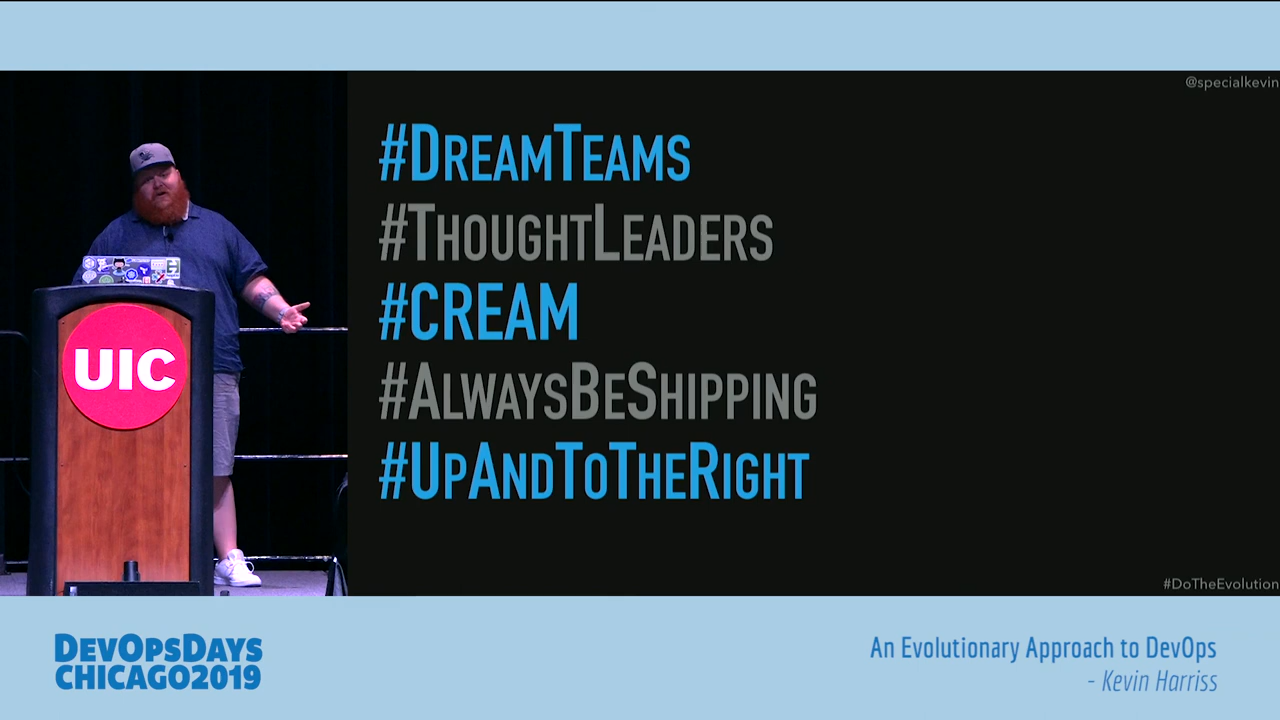 @specialkevin
#DREAMTEAMS
#THOUGHTLEADERS
#CREAM
#ALWAYSBESHIPPING
#UPANDTOTHERIGHT
UIC
#DoTheEvolution
DEVOPSDAYS
CHICAGO2019
An Evolutionary Approach to DevOps
- Kevin Harriss